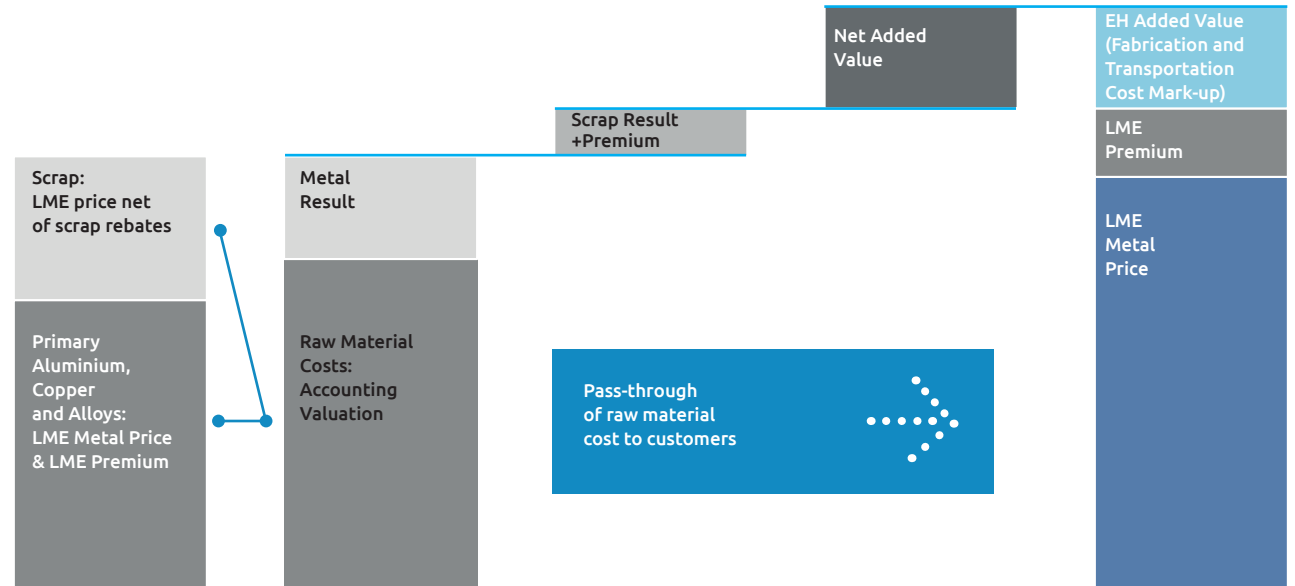 Scrap:
LME price net
of scrap rebates
Primary
Aluminium,
Copper
and Alloys:
LME Metal Price
& LME Premium
Metal
Result
Raw Material
Costs:
Accounting
Valuation
Scrap Result
+Premium
Pass-through
of raw material
cost to customers
Net Added
Value
EH Added Value
(Fabrication and
Transportation
Cost Mark-up)
LME
Premium
LME
Metal
Price